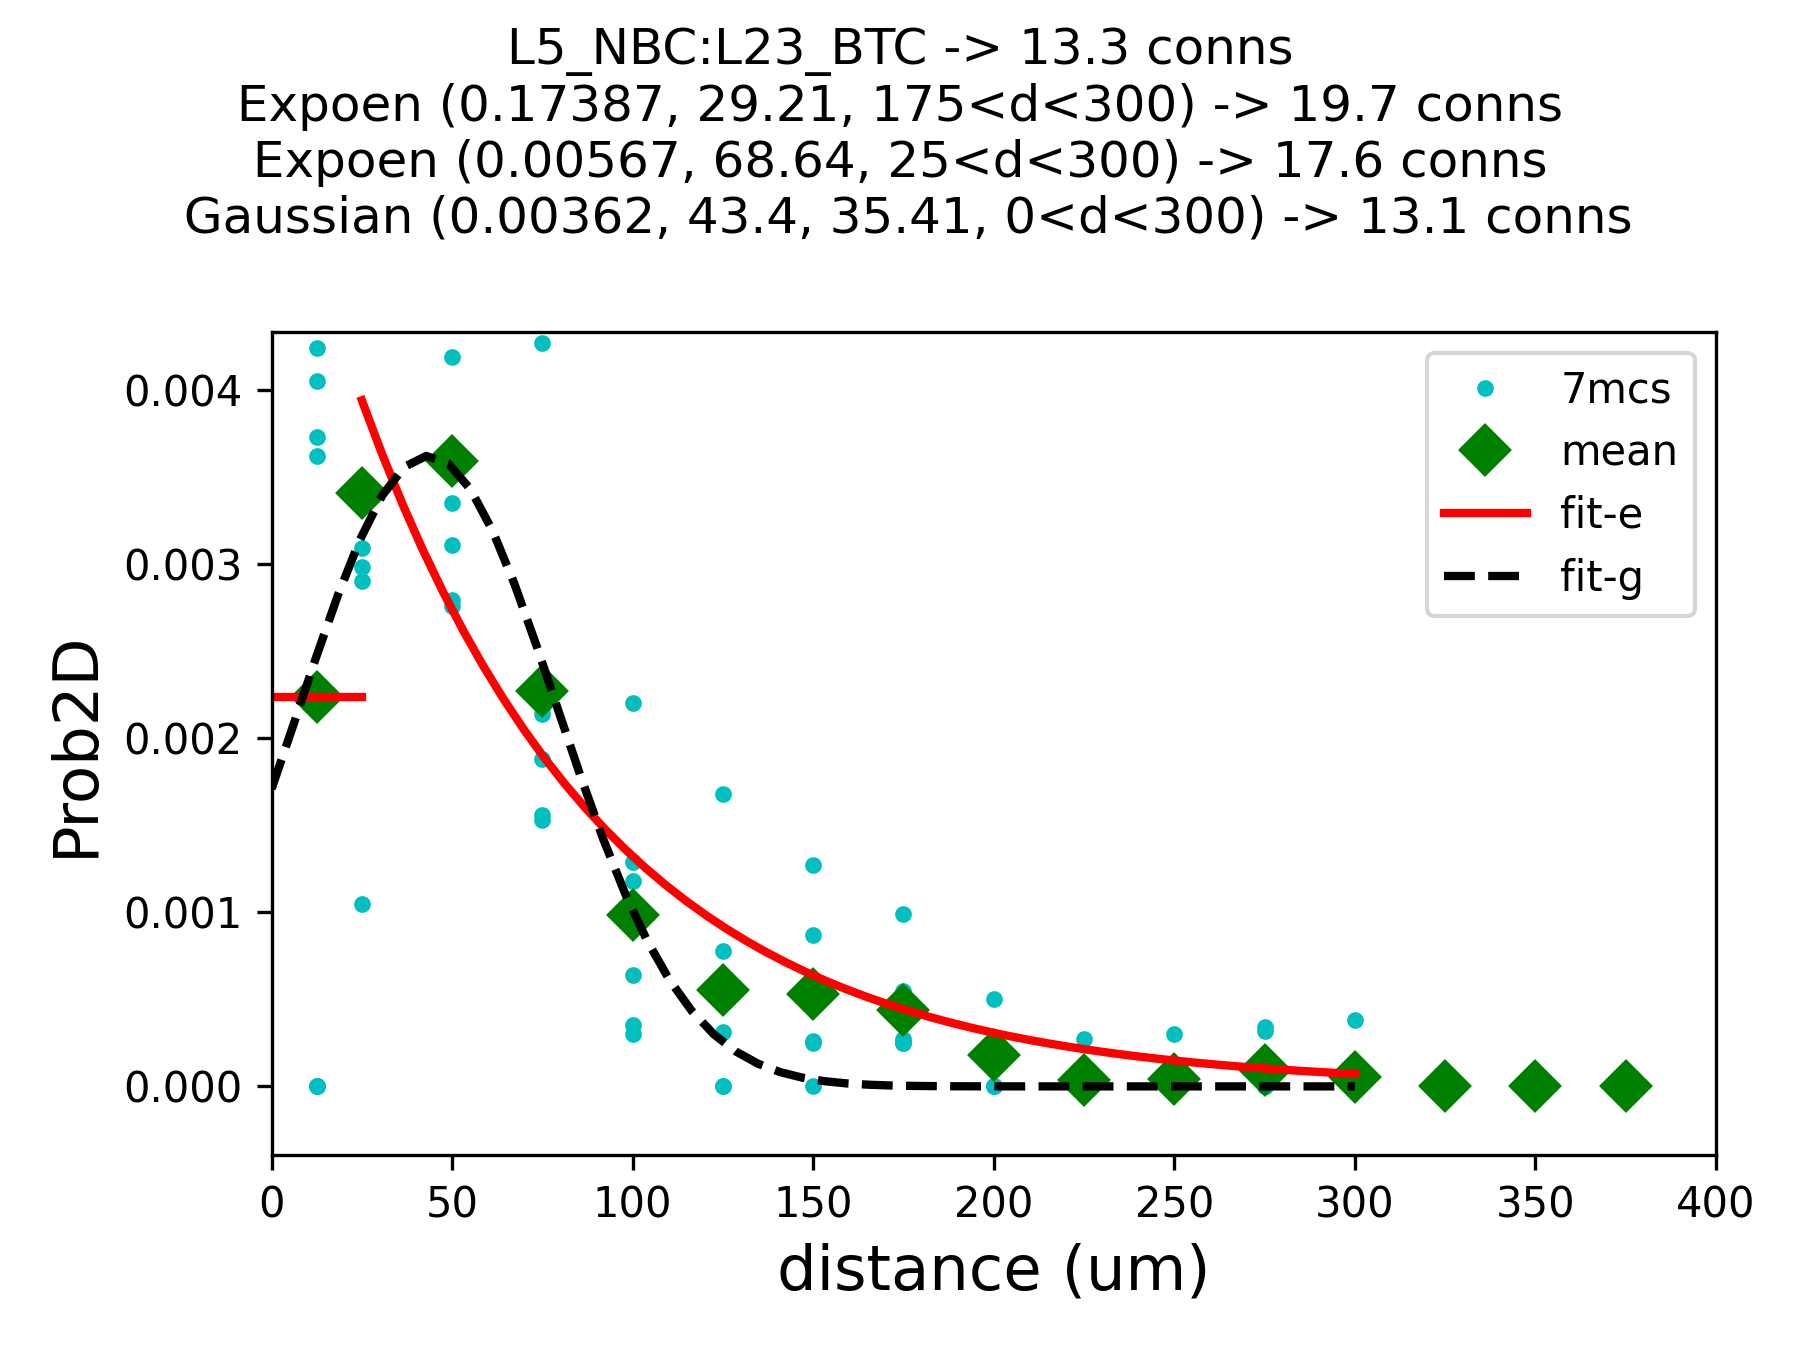 L5_NBC:L23_BTC -> 13.3 conns
Expoen (0.17387, 29.21, 175<d<300) -> 19.7 conns
Expoen (0.00567, 68.64, 25<d<300) -> 17.6 conns
Gaussian (0.00362, 43.4, 35.41, 0<d<300) -> 13.1 conns
7mcs
mean
fit-e
fit-g
Prob2D
0.004
0.003
0.002
0.001
0.000
0 50 100 150 200 250 300 350 400
distance (um)